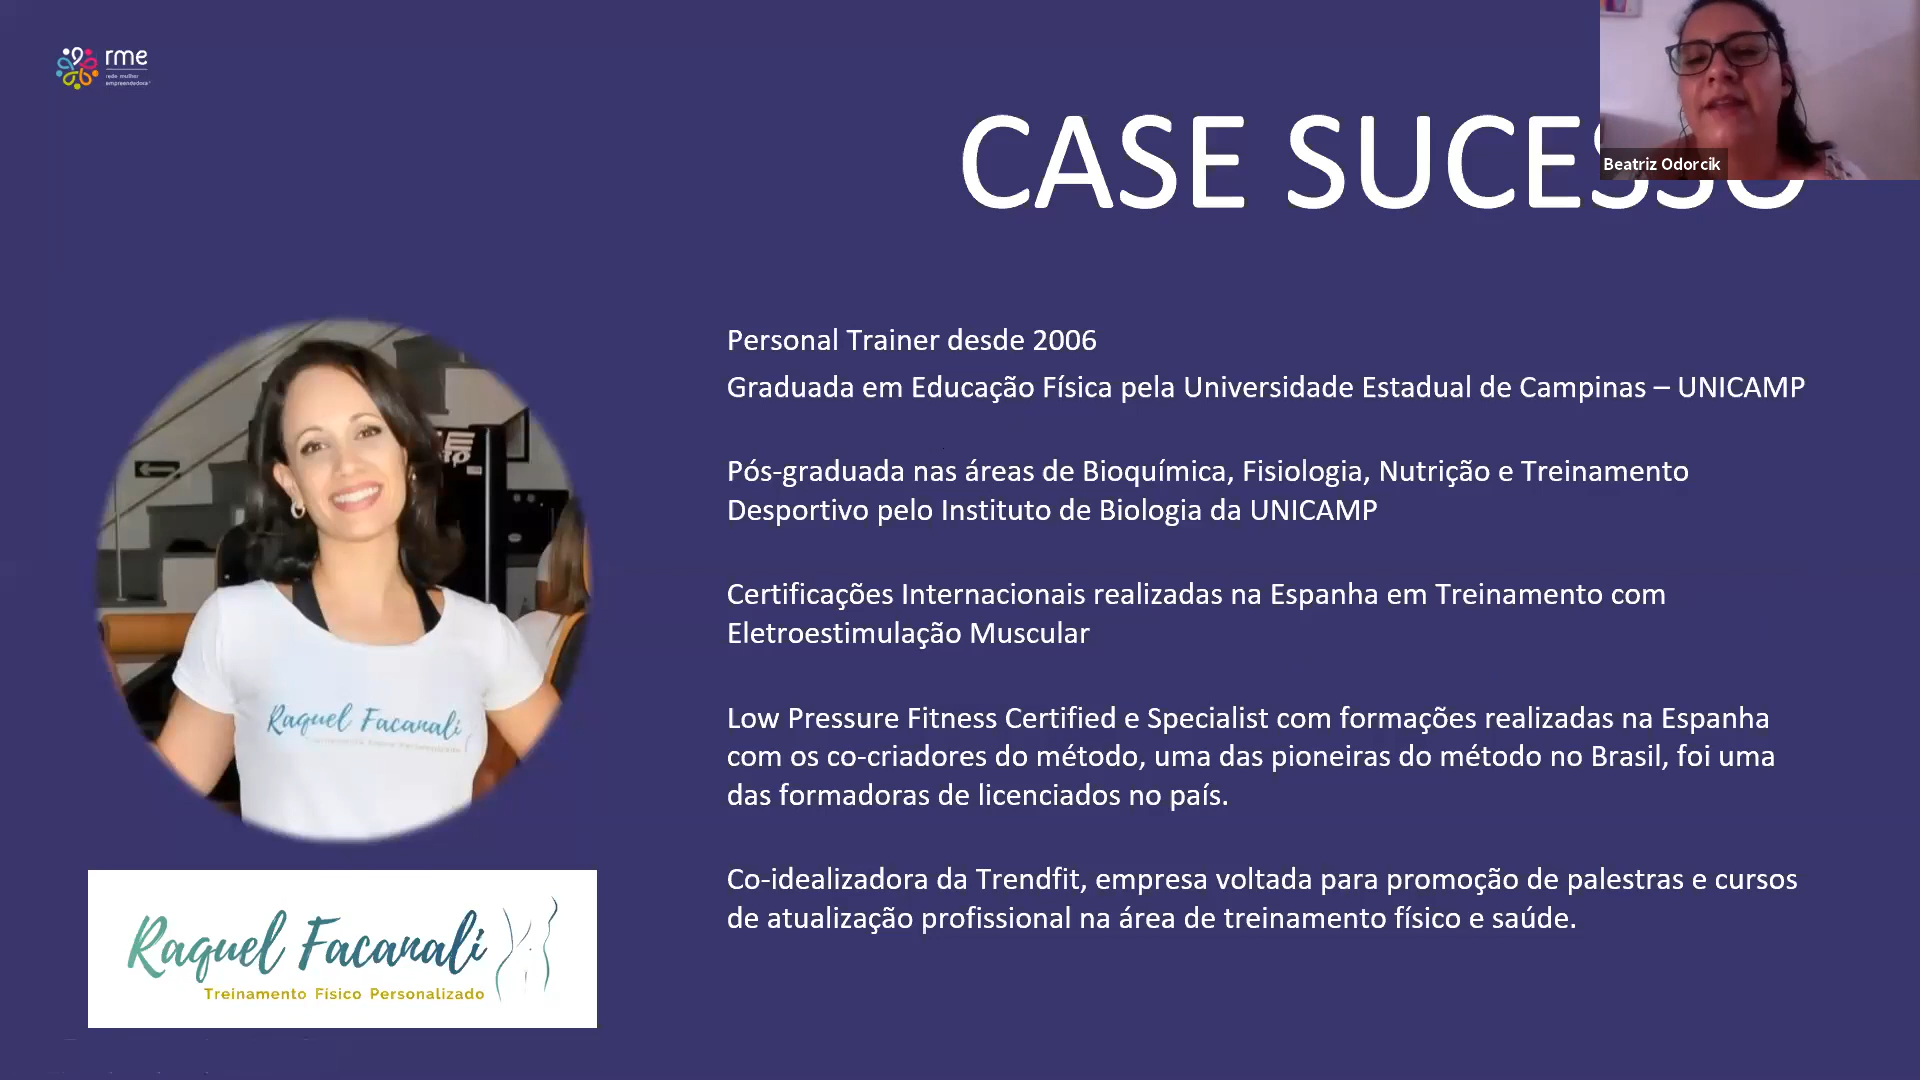 rme
rede mulher
empreendedora
CASE SUCESSO
Beatriz Odorcik
Personal Trainer desde 2006
Graduada em Educação Física pela Universidade Estadual de Campinas – UNICAMP
Pós-graduada nas áreas de Bioquímica, Fisiologia, Nutrição e Treinamento
Desportivo pelo Instituto de Biologia da UNICAMP
Certificações Internacionais realizadas na Espanha em Treinamento com
Eletroestimulação Muscular
Low Pressure Fitness Certified e Specialist com formações realizadas na Espanha
com os co-criadores do método, uma das pioneiras do método no Brasil, foi uma
das formadoras de licenciados no país.
Co-idealizadora da Trendfit, empresa voltada para promoção de palestras e cursos
de atualização profissional na área de treinamento físico e saúde.
Raquel Facanali
Raquel Facanali
Treinamento Físico Personalizado